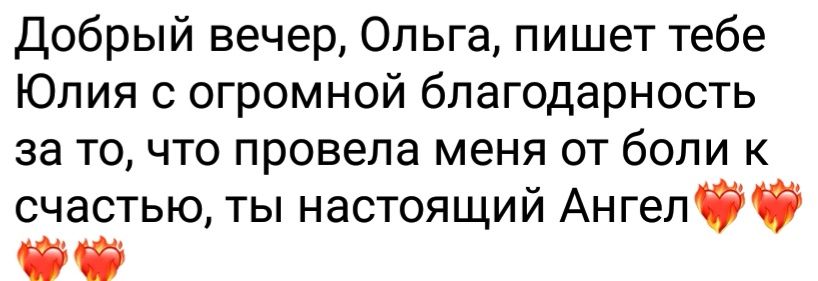 Добрый вечер, Ольга, пишет тебе
Юлия с огромной благодарность
за то, что провела меня от боли к
счастью, ты настоящий Ангел❤️‍🔥❤️‍🔥
❤️‍🔥❤️‍🔥